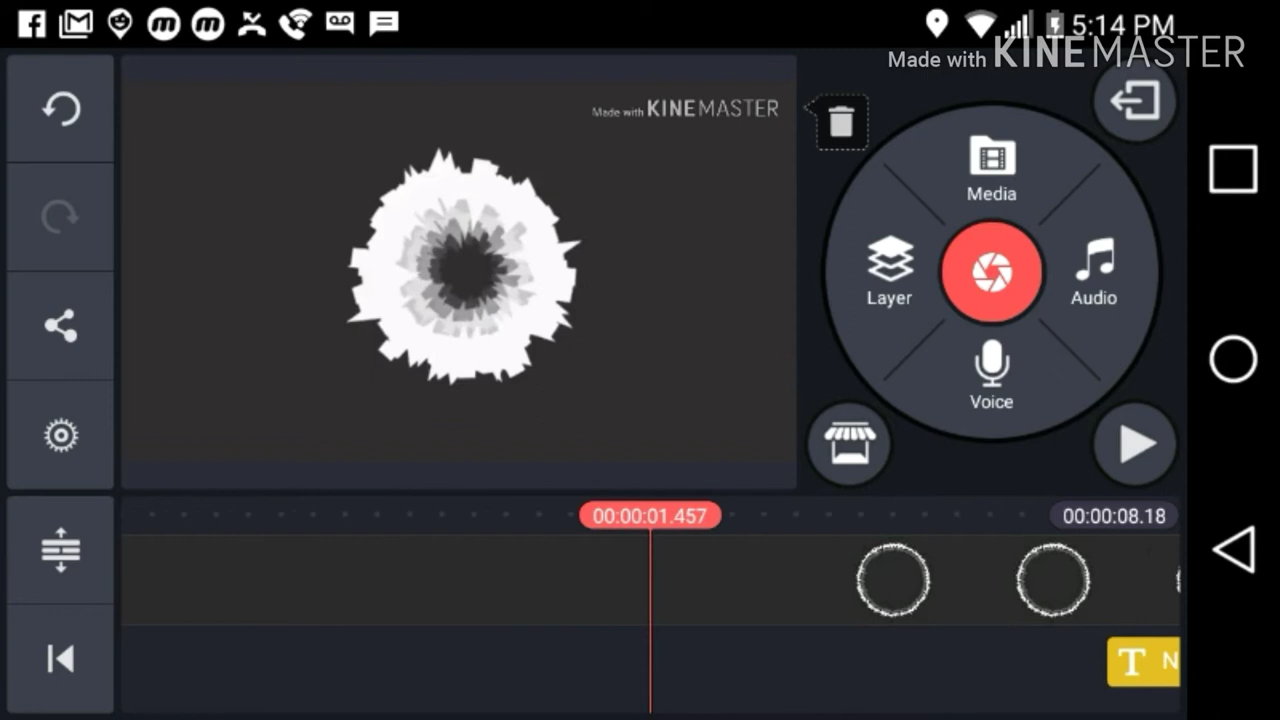 5:14 PM
Made with KINEMASTER
Made with KINEMASTER
Media
Layer
Audio
Voice
00:00:01.457
00:00:08.18
T N